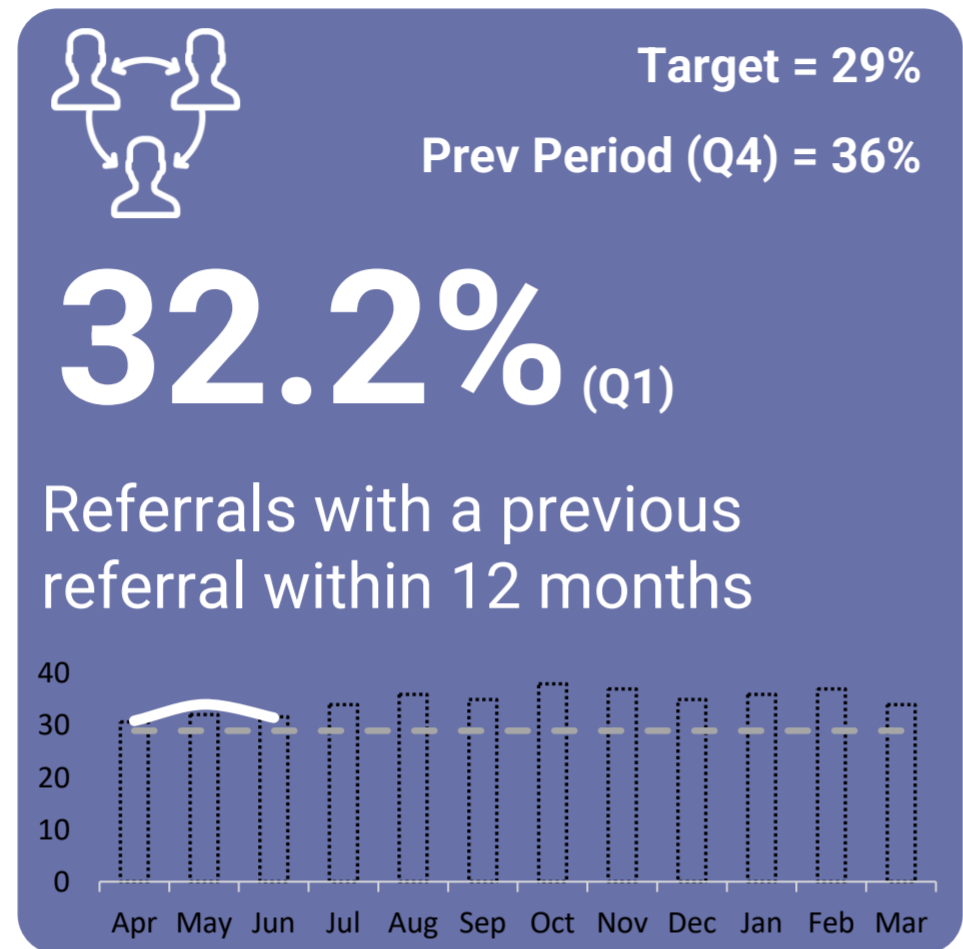 Target = 29%
Prev Period (Q4) = 36%
32.2% (Q1)
Referrals with a previous
referral within 12 months
40
30
20
10
0
Apr May Jun Jul Aug Sep Oct Nov Dec Jan Feb Mar